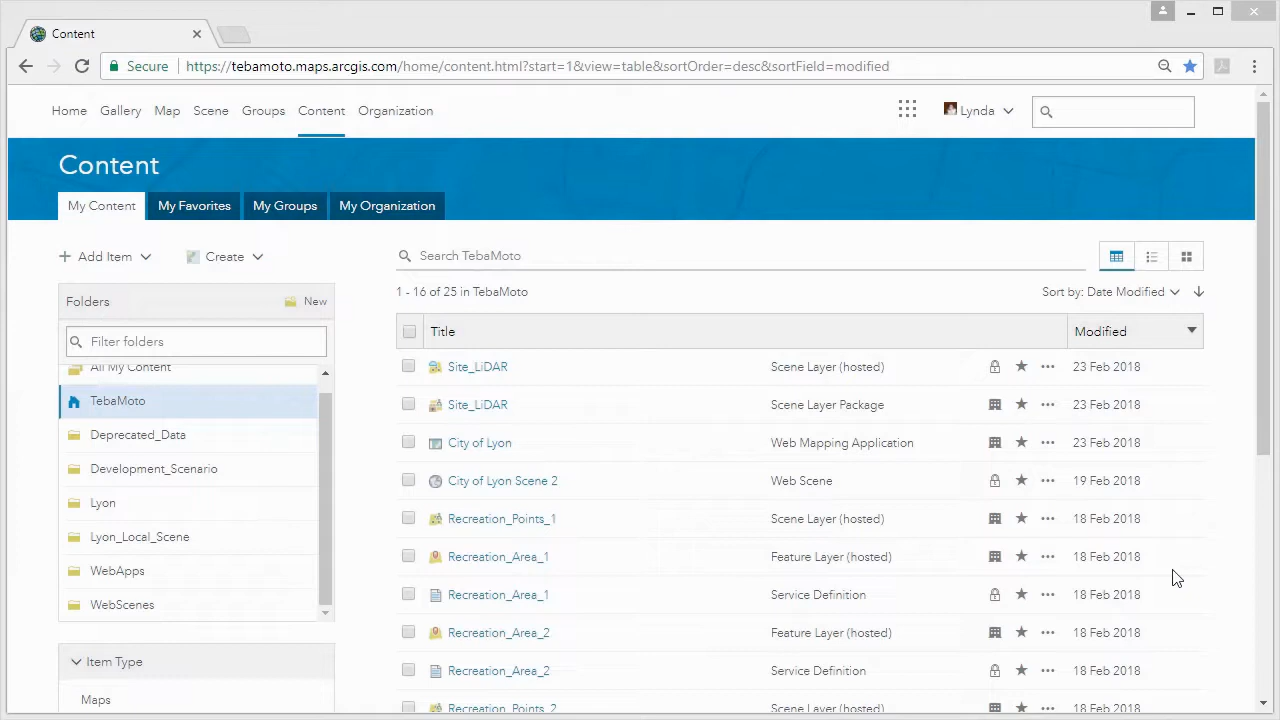 Content
Secure https://tebamoto.maps.arcgis.com/home/content.html?start=1&view=table&sortOrder=desc&sortField=modified
Home Gallery Map Scene Groups Content Organization Lynda
Content
My Content My Favorites My Groups My Organization
Add Item Create Search TebaMoto
1 - 16 of 25 in TebaMoto Sort by: Date Modified
Folders New
Filter folders
All My Content
TebaMoto
Deprecated_Data
Development_Scenario
Lyon
Lyon_Local_Scene
WebApps
WebScenes
Item Type
Maps
Title Modified
Site_LiDAR Scene Layer (hosted) 23 Feb 2018
Site_LiDAR Scene Layer Package 23 Feb 2018
City of Lyon Web Mapping Application 23 Feb 2018
City of Lyon Scene 2 Web Scene 19 Feb 2018
Recreation_Points_1 Scene Layer (hosted) 18 Feb 2018
Recreation_Area_1 Feature Layer (hosted) 18 Feb 2018
Recreation_Area_1 Service Definition 18 Feb 2018
Recreation_Area_2 Feature Layer (hosted) 18 Feb 2018
Recreation_Area_2 Service Definition 18 Feb 2018
Recreation_Points_2 Scene Layer (hosted) 18 Feb 2018